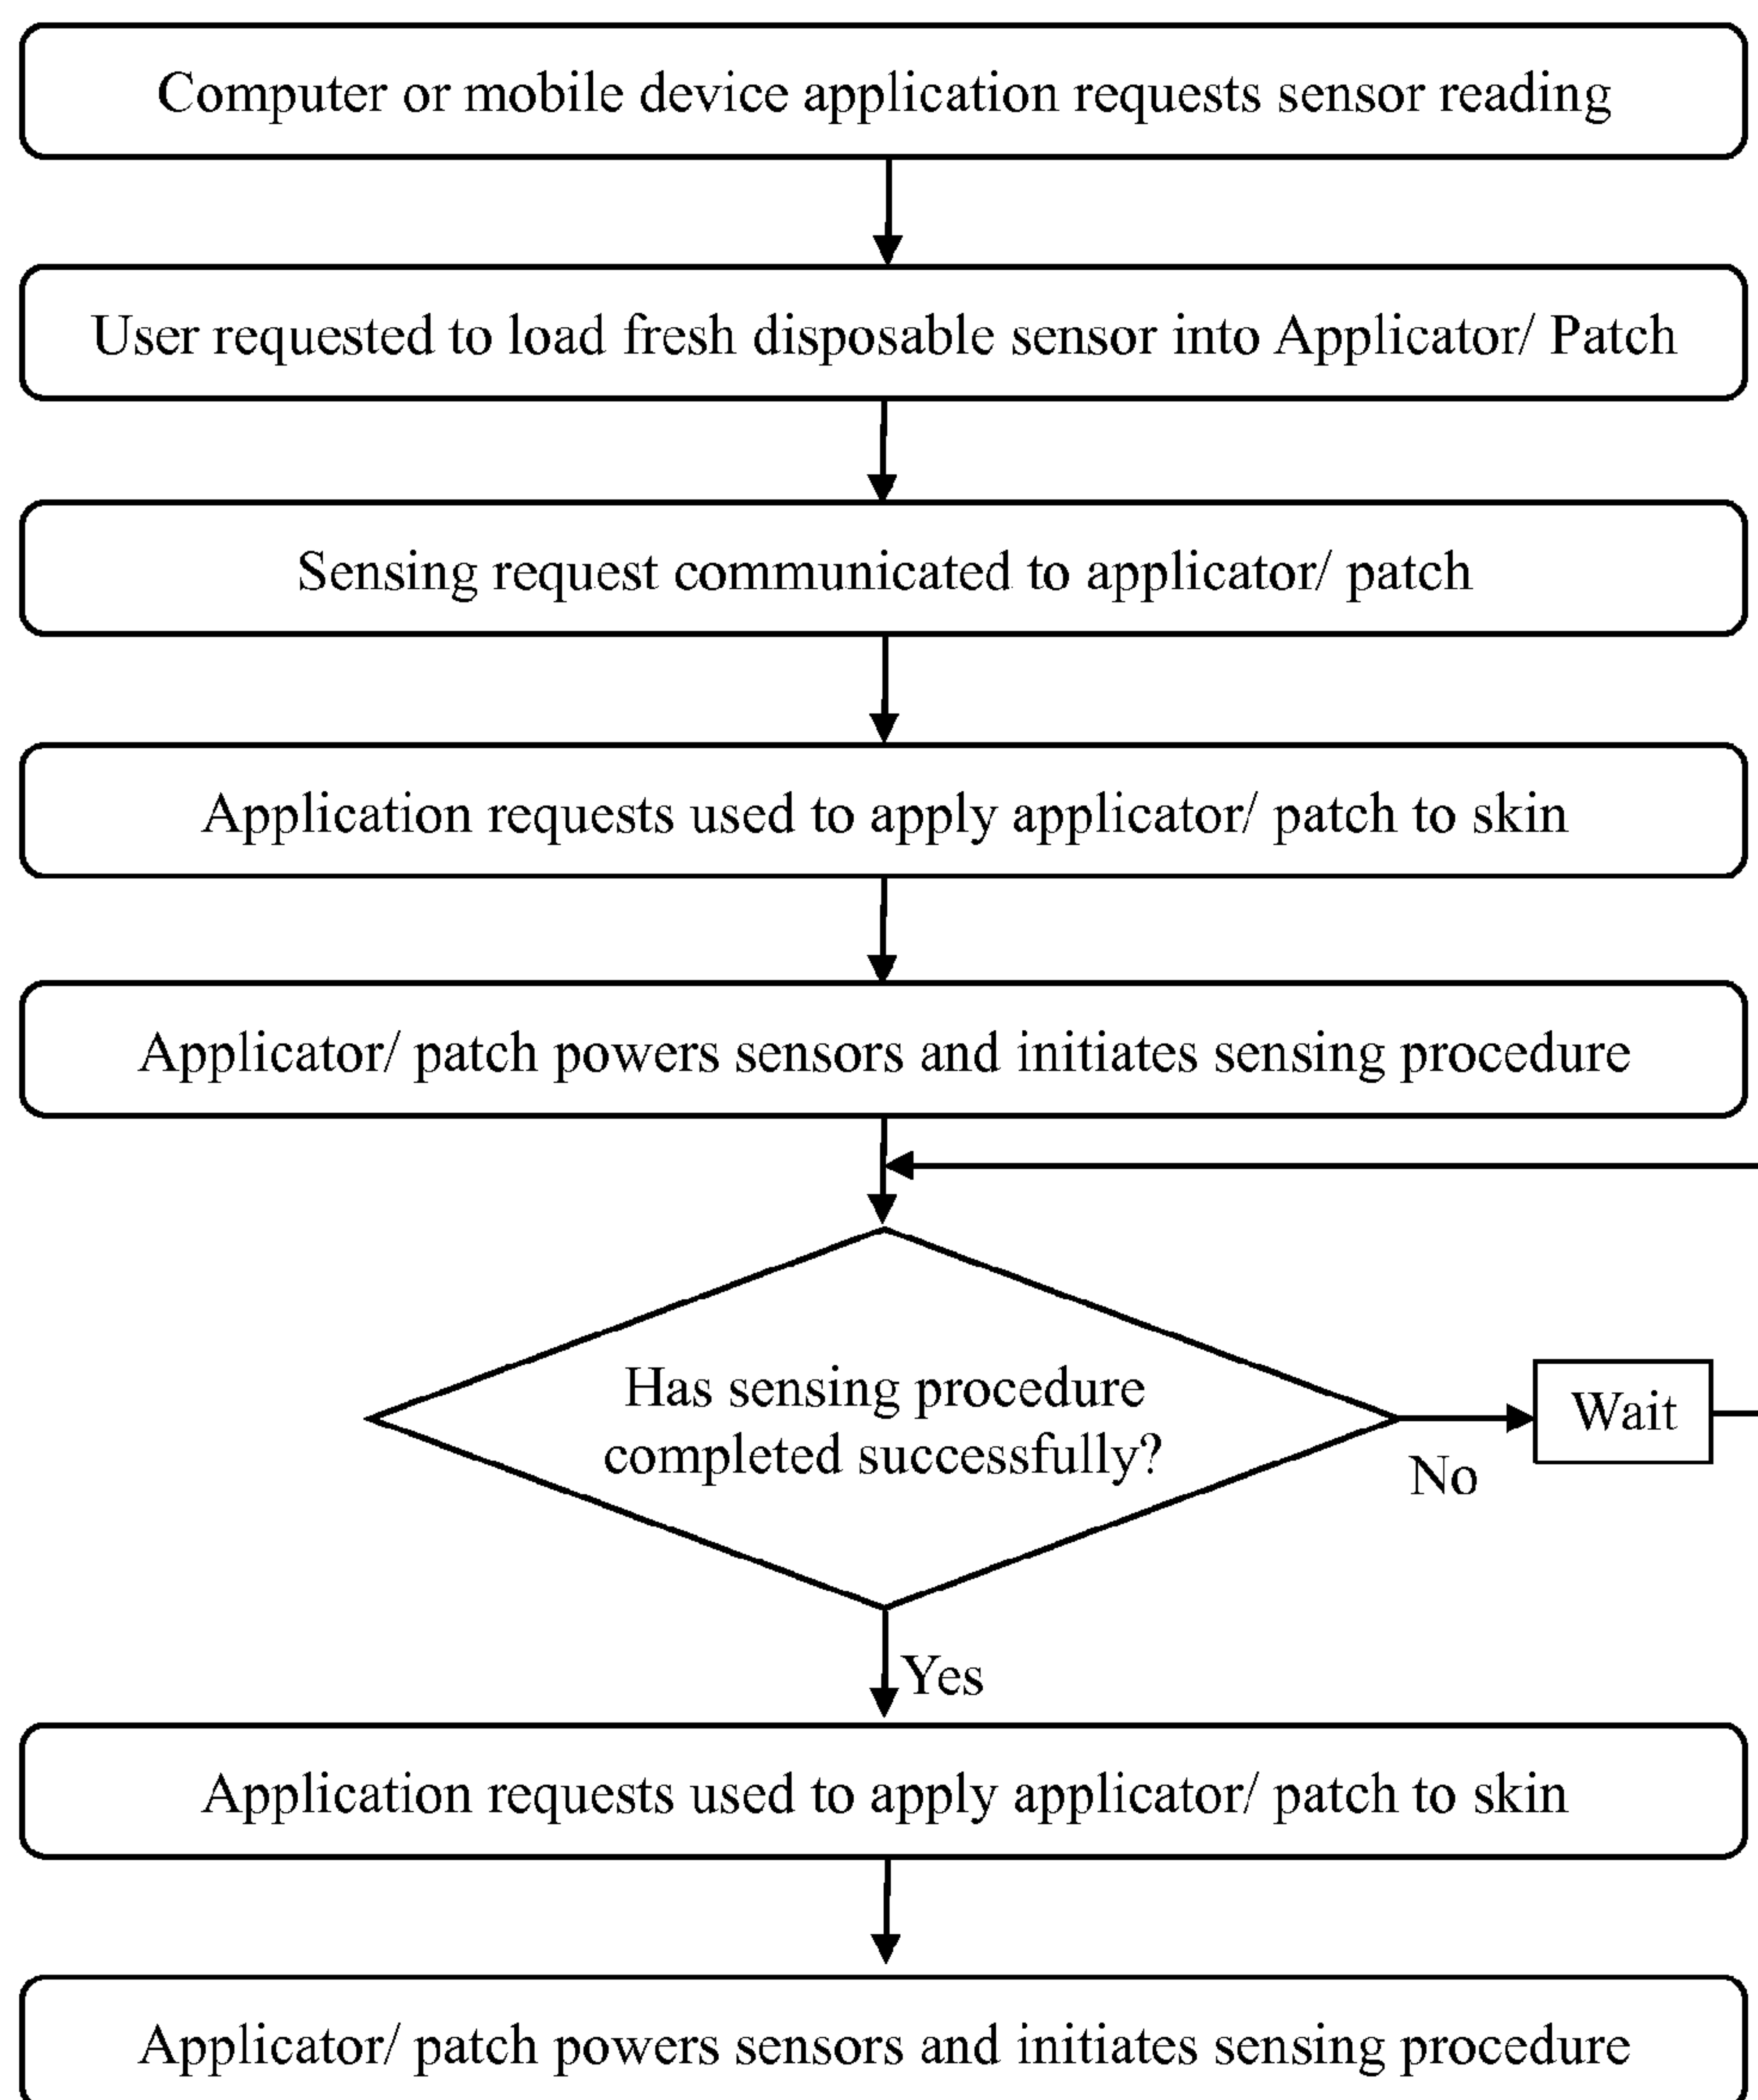 Computer or mobile device application requests sensor reading
User requested to load fresh disposable sensor into Applicator/ Patch
Sensing request communicated to applicator/ patch
Application requests used to apply applicator/ patch to skin
Applicator/ patch powers sensors and initiates sensing procedure
Has sensing procedure
completed successfully?
Wait
No
Yes
Application requests used to apply applicator/ patch to skin
Applicator/ patch powers sensors and initiates sensing procedure